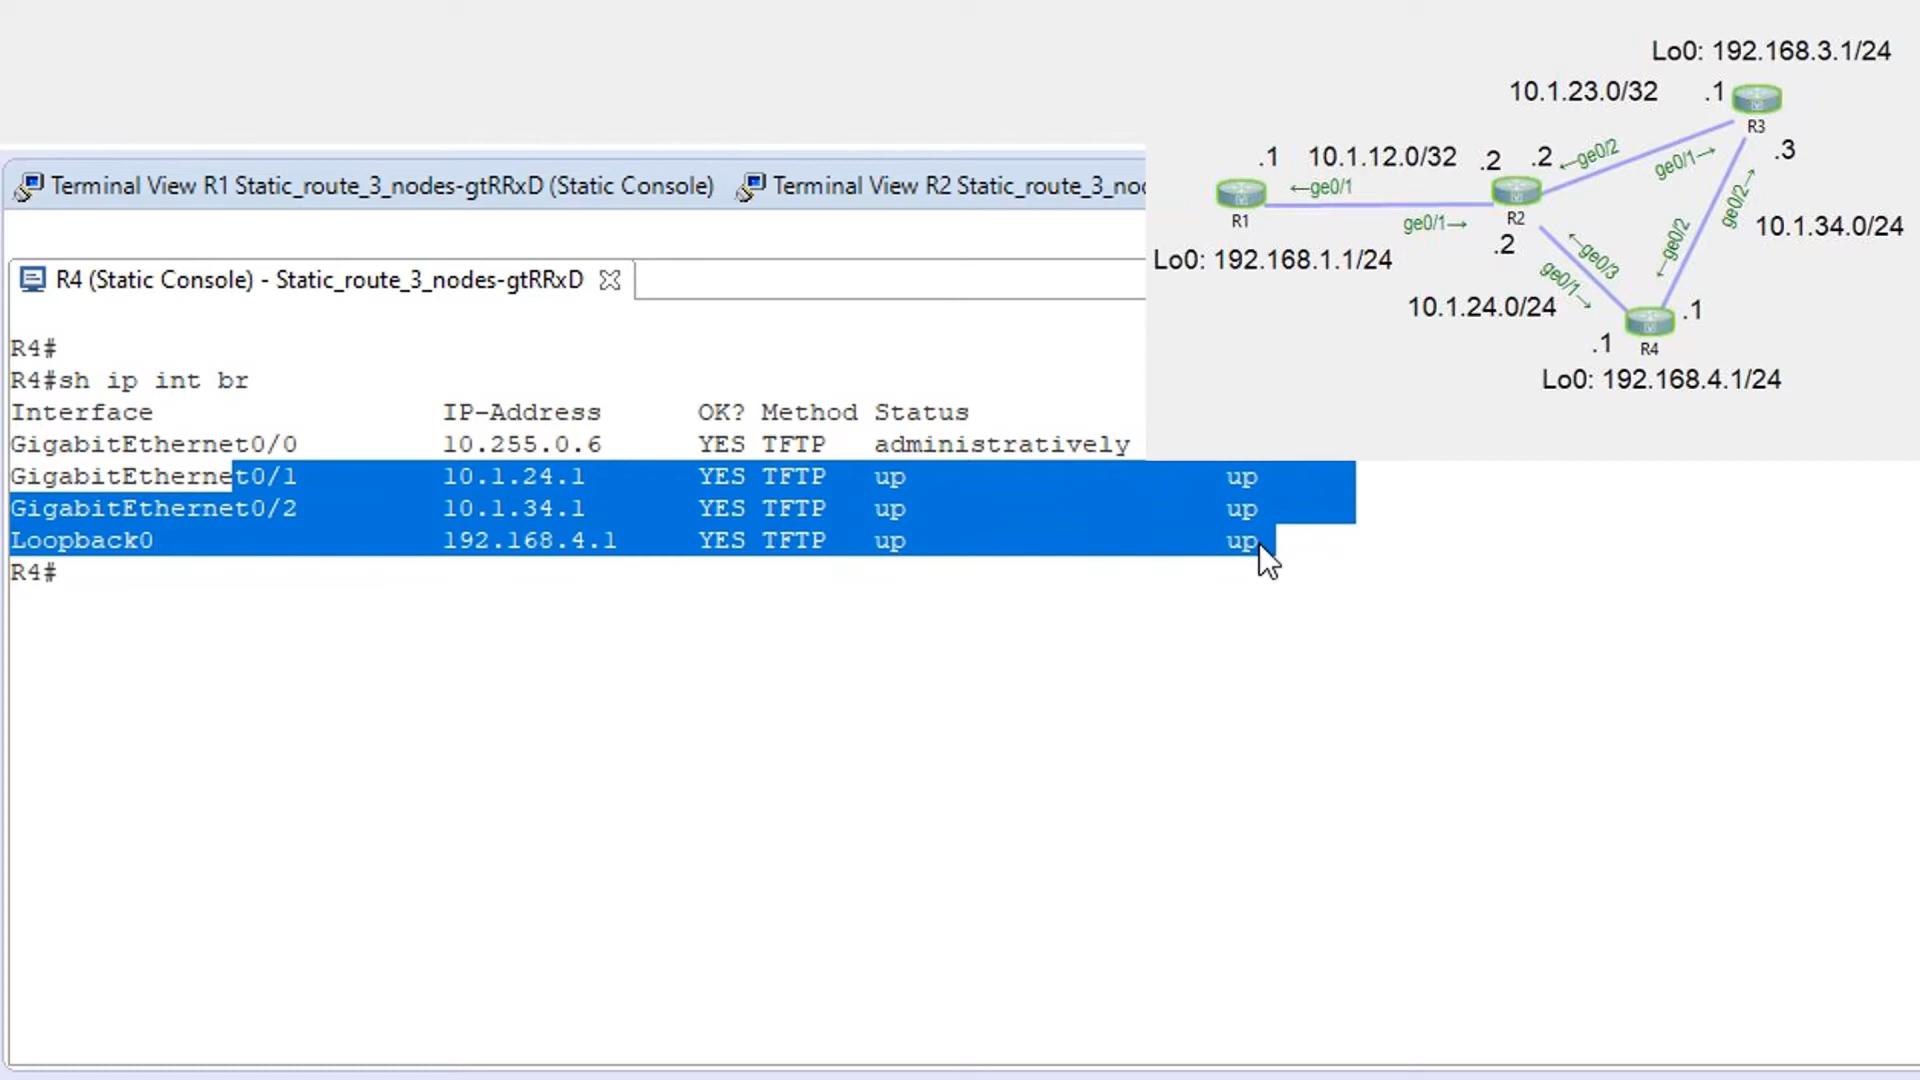 Lo0: 192.168.3.1/24
10.1.23.0/32 .1
R3
.3
.1 10.1.12.0/32 .2 .2 ←ge0/2
ge0/1→
←ge0/1
R1
ge0/1→
R2
ge0/2→
10.1.34.0/24
←ge0/2
.2
Lo0: 192.168.1.1/24
←ge0/3
ge0/1→
10.1.24.0/24
.1
.1
R4
Lo0: 192.168.4.1/24
Terminal View R1 Static_route_3_nodes-gtRRxD (Static Console) Terminal View R2 Static_route_3_no
R4 (Static Console) - Static_route_3_nodes-gtRRxD
R4#
R4#sh ip int br
Interface IP-Address OK? Method Status
GigabitEthernet0/0 10.255.0.6 YES TFTP administratively
GigabitEthernet0/1 10.1.24.1 YES TFTP up up
GigabitEthernet0/2 10.1.34.1 YES TFTP up up
Loopback0 192.168.4.1 YES TFTP up up
R4#